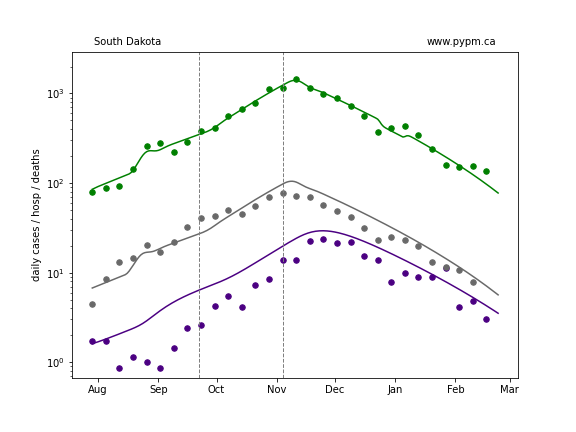 South Dakota
www.pypm.ca
daily cases / hosp / deaths
10³
10²
10¹
10⁰
Aug Sep Oct Nov Dec Jan Feb Mar